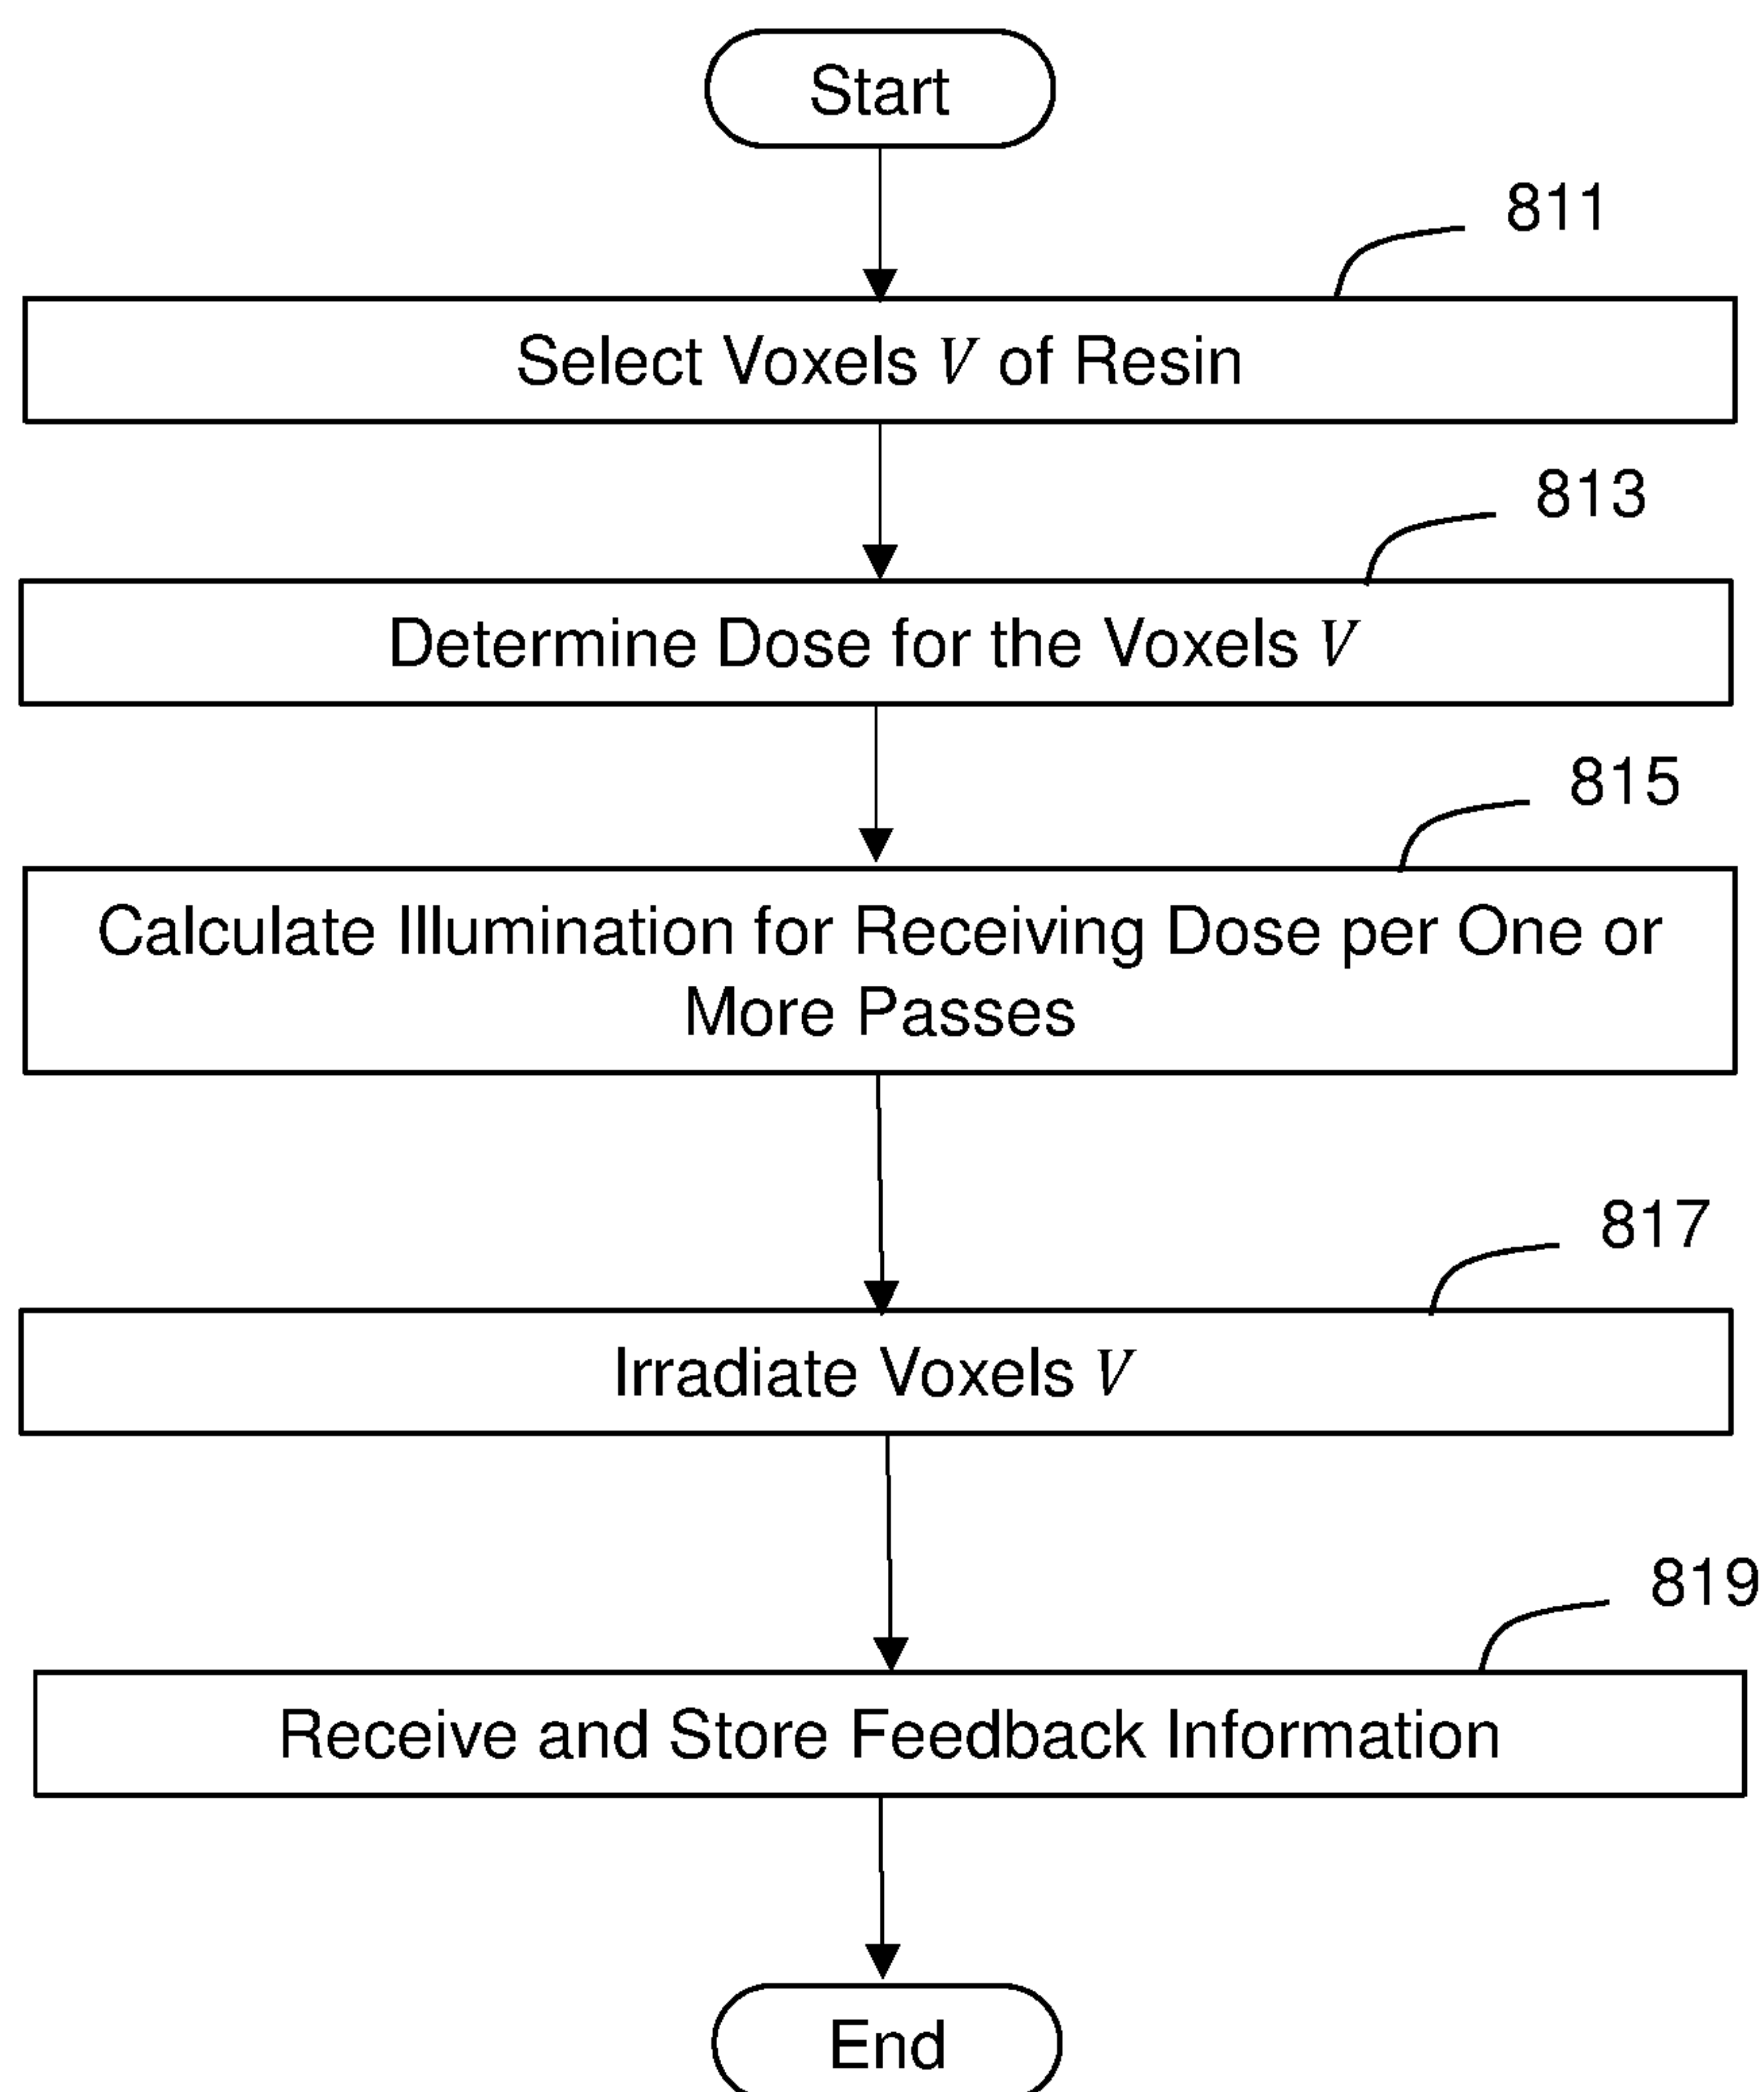 Start
811
Select Voxels V of Resin
813
Determine Dose for the Voxels V
815
Calculate Illumination for Receiving Dose per One or
More Passes
817
Irradiate Voxels V
819
Receive and Store Feedback Information
End